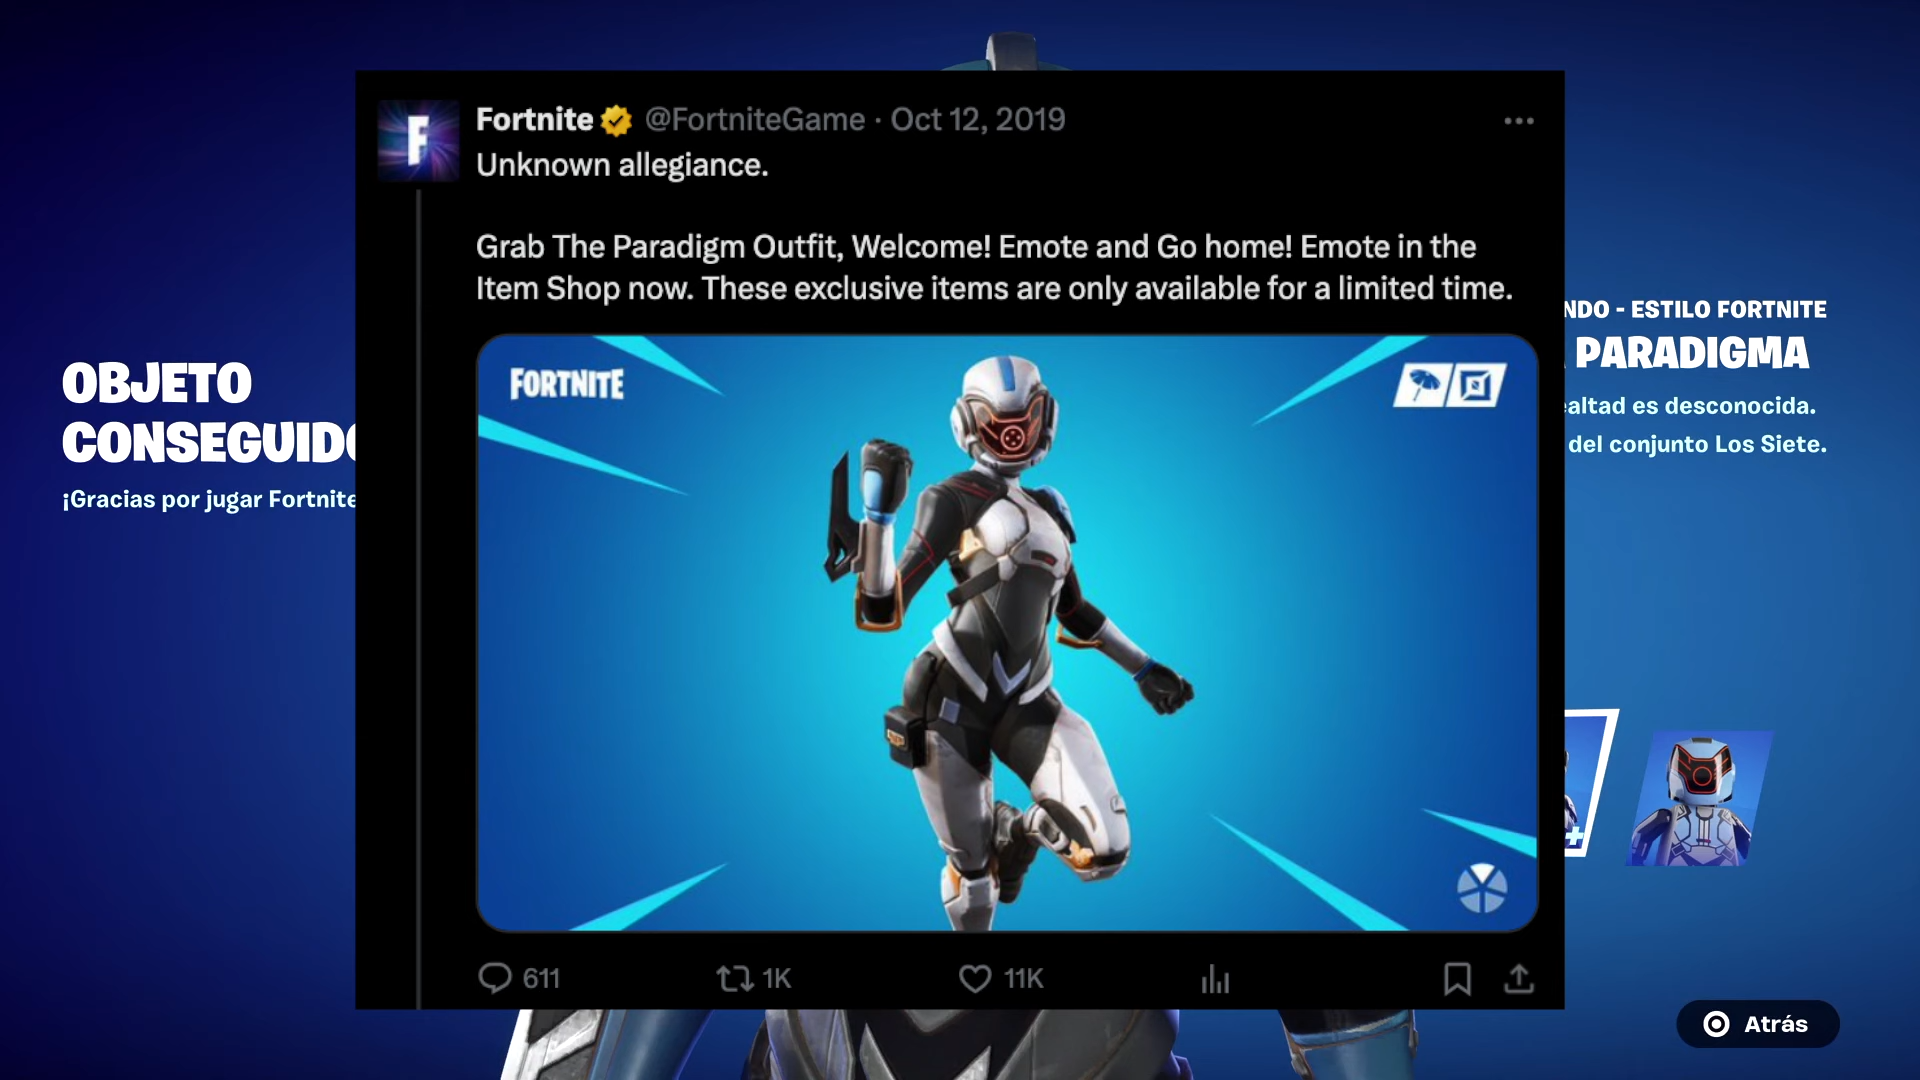 Fortnite @FortniteGame · Oct 12, 2019
Unknown allegiance.
Grab The Paradigm Outfit, Welcome! Emote and Go home! Emote in the
Item Shop now. These exclusive items are only available for a limited time.
FORTNITE
611 1K 11K
OBJETO
CONSEGUIDO
¡Gracias por jugar Fortnite
NDO - ESTILO FORTNITE
PARADIGMA
ealtad es desconocida.
del conjunto Los Siete.
Atrás